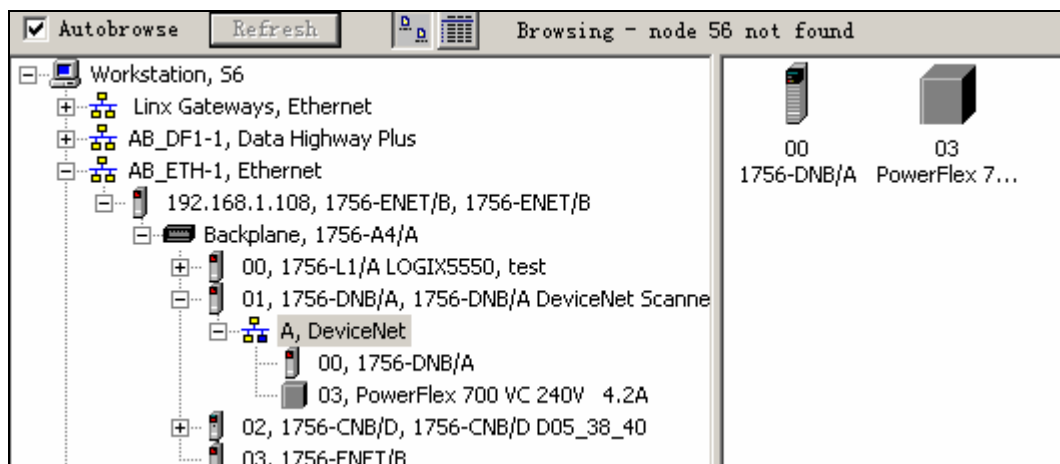 Autobrowse Refresh Browsing - node 56 not found
Workstation, S6
Linx Gateways, Ethernet
AB_DF1-1, Data Highway Plus
AB_ETH-1, Ethernet
192.168.1.108, 1756-ENET/B, 1756-ENET/B
Backplane, 1756-A4/A
00, 1756-L1/A LOGIX5550, test
01, 1756-DNB/A, 1756-DNB/A DeviceNet Scanne
A, DeviceNet
00, 1756-DNB/A
03, PowerFlex 700 VC 240V 4.2A
02, 1756-CNB/D, 1756-CNB/D D05_38_40
03, 1756-ENET/B
00
1756-DNB/A
03
PowerFlex 7...